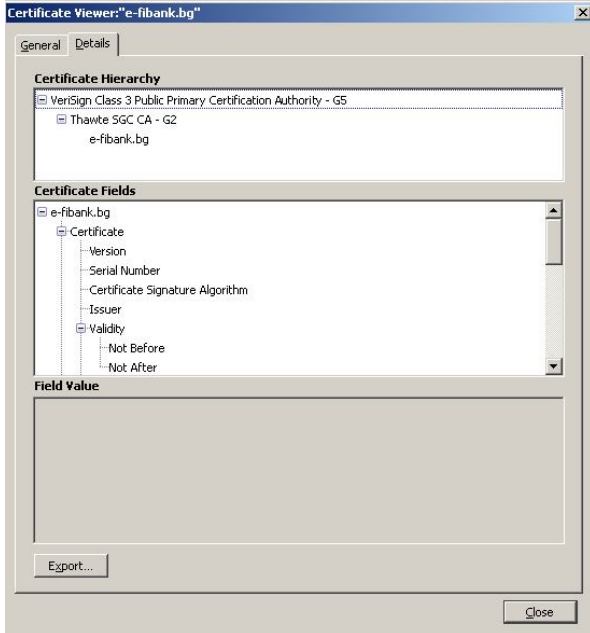 Certificate Viewer:"e-fibank.bg"
General Details
Certificate Hierarchy
VeriSign Class 3 Public Primary Certification Authority - G5
Thawte SGC CA - G2
e-fibank.bg
Certificate Fields
e-fibank.bg
Certificate
Version
Serial Number
Certificate Signature Algorithm
Issuer
Validity
Not Before
Not After
Field Value
Export...
Close